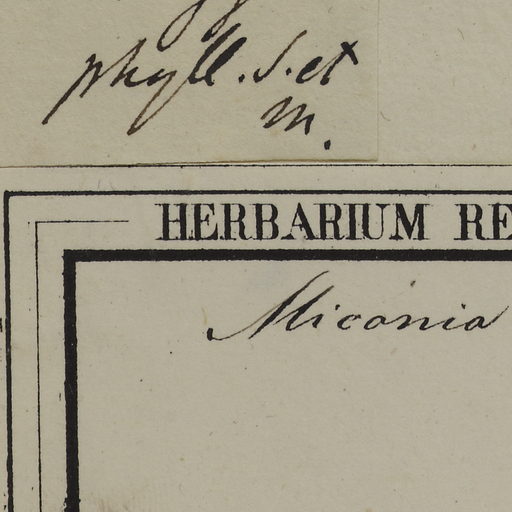 phyll. S. et
M.
HERBARIUM RE
Miconia